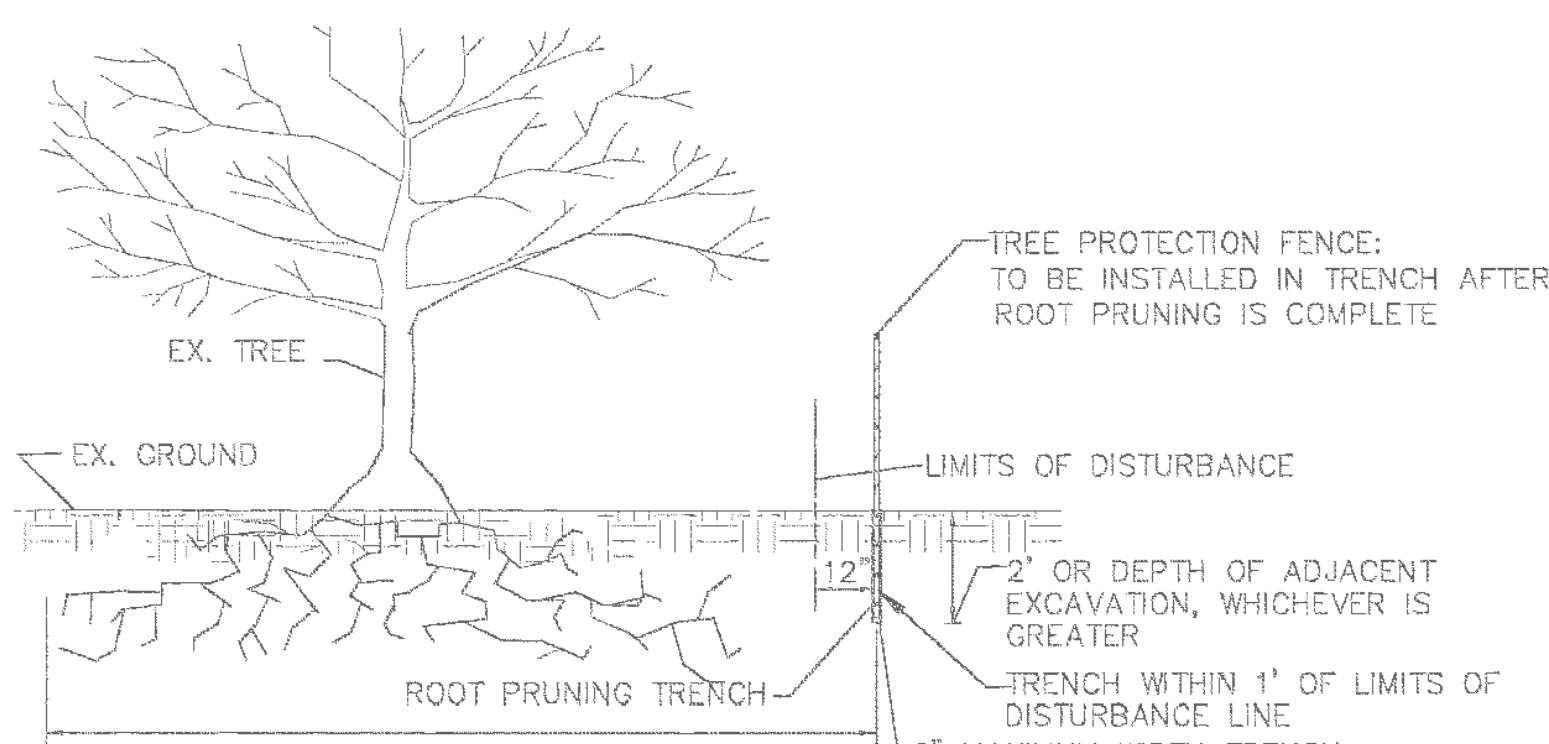 TREE PROTECTION FENCE:
TO BE INSTALLED IN TRENCH AFTER
ROOT PRUNING IS COMPLETE
EX. TREE
EX. GROUND
LIMITS OF DISTURBANCE
12"
2' OR DEPTH OF ADJACENT
EXCAVATION, WHICHEVER IS
GREATER
ROOT PRUNING TRENCH
TRENCH WITHIN 1' OF LIMITS OF
DISTURBANCE LINE